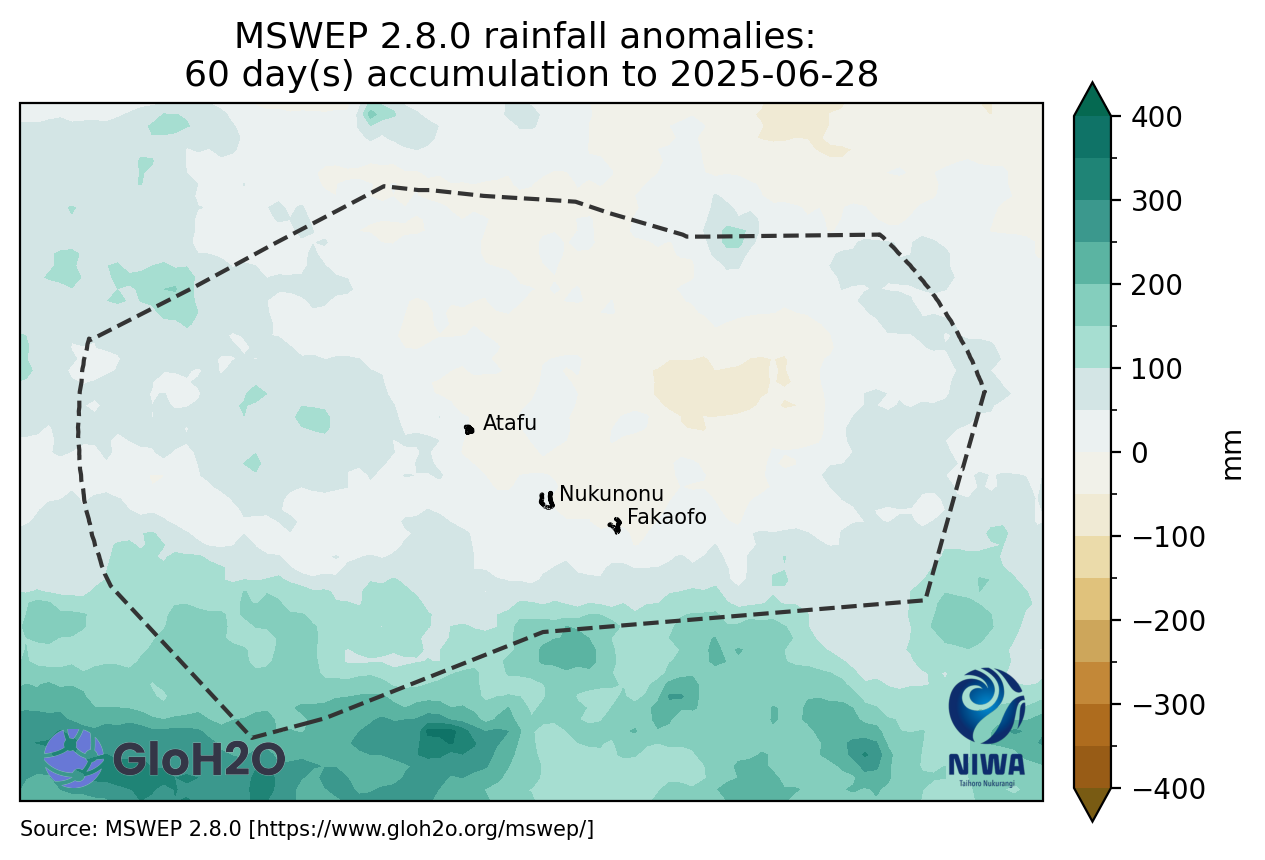 MSWEP 2.8.0 rainfall anomalies:
60 day(s) accumulation to 2025-06-28
400
300
200
100
0
−100
−200
−300
−400
mm
Atafu
Nukunonu
Fakaofo
GloH2O
NIWA
Taihoro Nukurangi
Source: MSWEP 2.8.0 [https://www.gloh2o.org/mswep/]